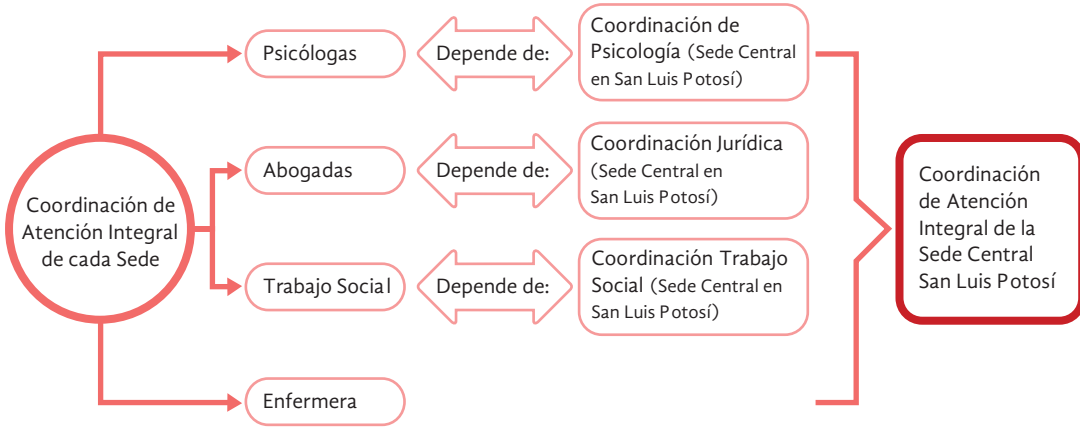 Coordinación de
Atención Integral
de cada Sede
Psicólogas
Depende de:
Coordinación de
Psicología (Sede Central
en San Luis Potosí)
Abogadas
Depende de:
Coordinación Jurídica
(Sede Central en
San Luis Potosí)
Trabajo Social
Depende de:
Coordinación Trabajo
Social (Sede Central en
San Luis Potosí)
Enfermera
Coordinación
de Atención
Integral de la
Sede Central
San Luis Potosí